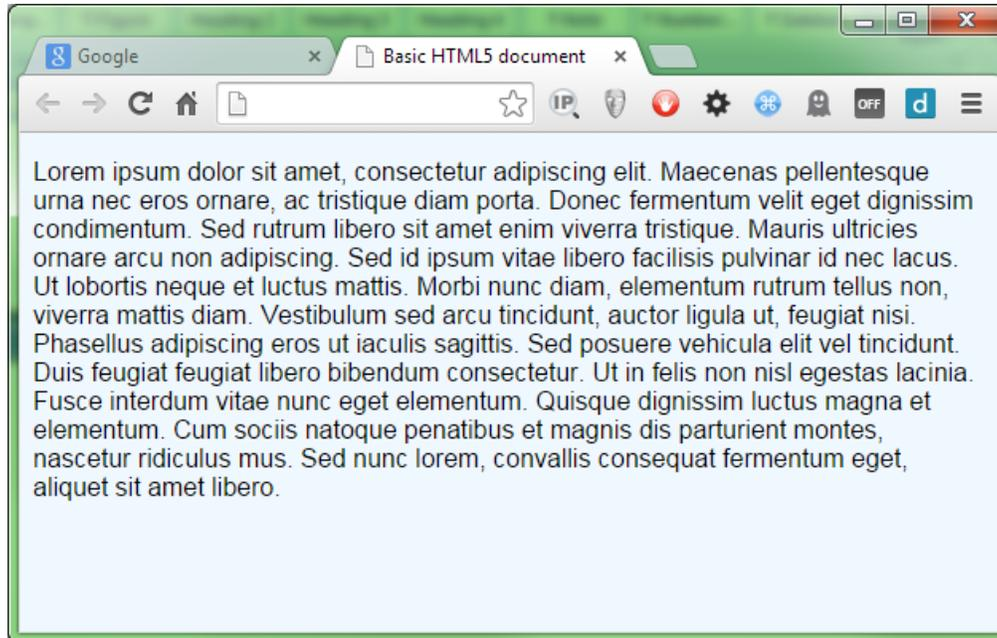 Google
Basic HTML5 document
IP
OFF
d
Lorem ipsum dolor sit amet, consectetur adipiscing elit. Maecenas pellentesque
urna nec eros ornare, ac tristique diam porta. Donec fermentum velit eget dignissim
condimentum. Sed rutrum libero sit amet enim viverra tristique. Mauris ultricies
ornare arcu non adipiscing. Sed id ipsum vitae libero facilisis pulvinar id nec lacus.
Ut lobortis neque et luctus mattis. Morbi nunc diam, elementum rutrum tellus non,
viverra mattis diam. Vestibulum sed arcu tincidunt, auctor ligula ut, feugiat nisi.
Phasellus adipiscing eros ut iaculis sagittis. Sed posuere vehicula elit vel tincidunt.
Duis feugiat feugiat libero bibendum consectetur. Ut in felis non nisl egestas lacinia.
Fusce interdum vitae nunc eget elementum. Quisque dignissim luctus magna et
elementum. Cum sociis natoque penatibus et magnis dis parturient montes,
nascetur ridiculus mus. Sed nunc lorem, convallis consequat fermentum eget,
aliquet sit amet libero.